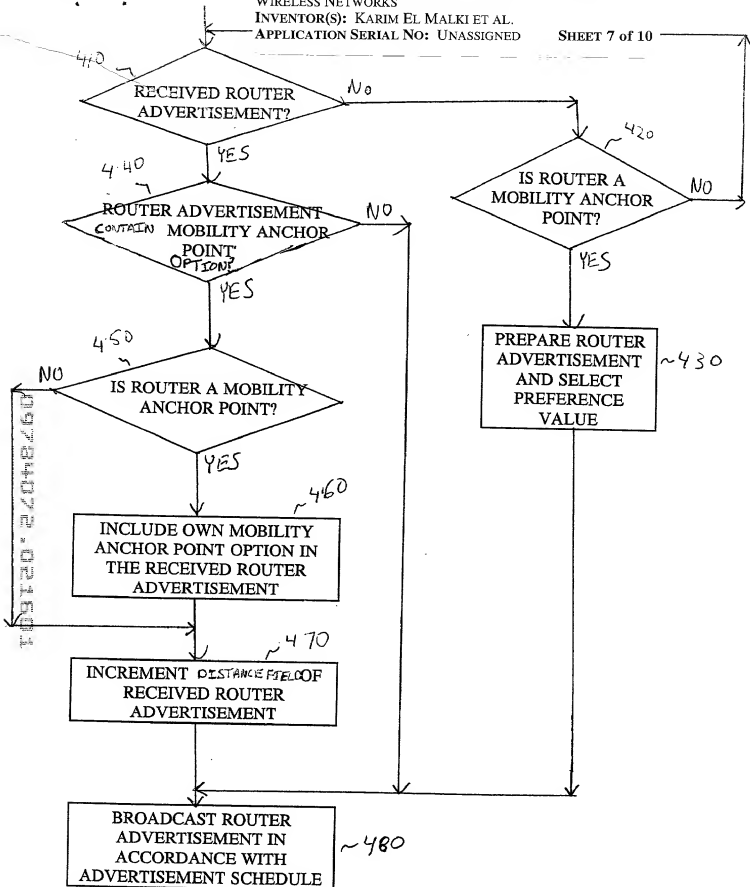 WIRELESS NETWORKS
INVENTOR(S): KARIM EL MALKI ET AL.
APPLICATION SERIAL NO: UNASSIGNED SHEET 7 of 10
410
RECEIVED ROUTER
ADVERTISEMENT?
NO
YES
420
IS ROUTER A
MOBILITY ANCHOR
POINT?
NO
YES
440
ROUTER ADVERTISEMENT
CONTAIN MOBILITY ANCHOR
POINT
OPTION?
NO
YES
PREPARE ROUTER
ADVERTISEMENT
AND SELECT
PREFERENCE
VALUE
~430
450
IS ROUTER A MOBILITY
ANCHOR POINT?
NO
YES
09784072.021601
460
INCLUDE OWN MOBILITY
ANCHOR POINT OPTION IN
THE RECEIVED ROUTER
ADVERTISEMENT
470
INCREMENT DISTANCE FIELD OF
RECEIVED ROUTER
ADVERTISEMENT
BROADCAST ROUTER
ADVERTISEMENT IN
ACCORDANCE WITH
ADVERTISEMENT SCHEDULE
~480